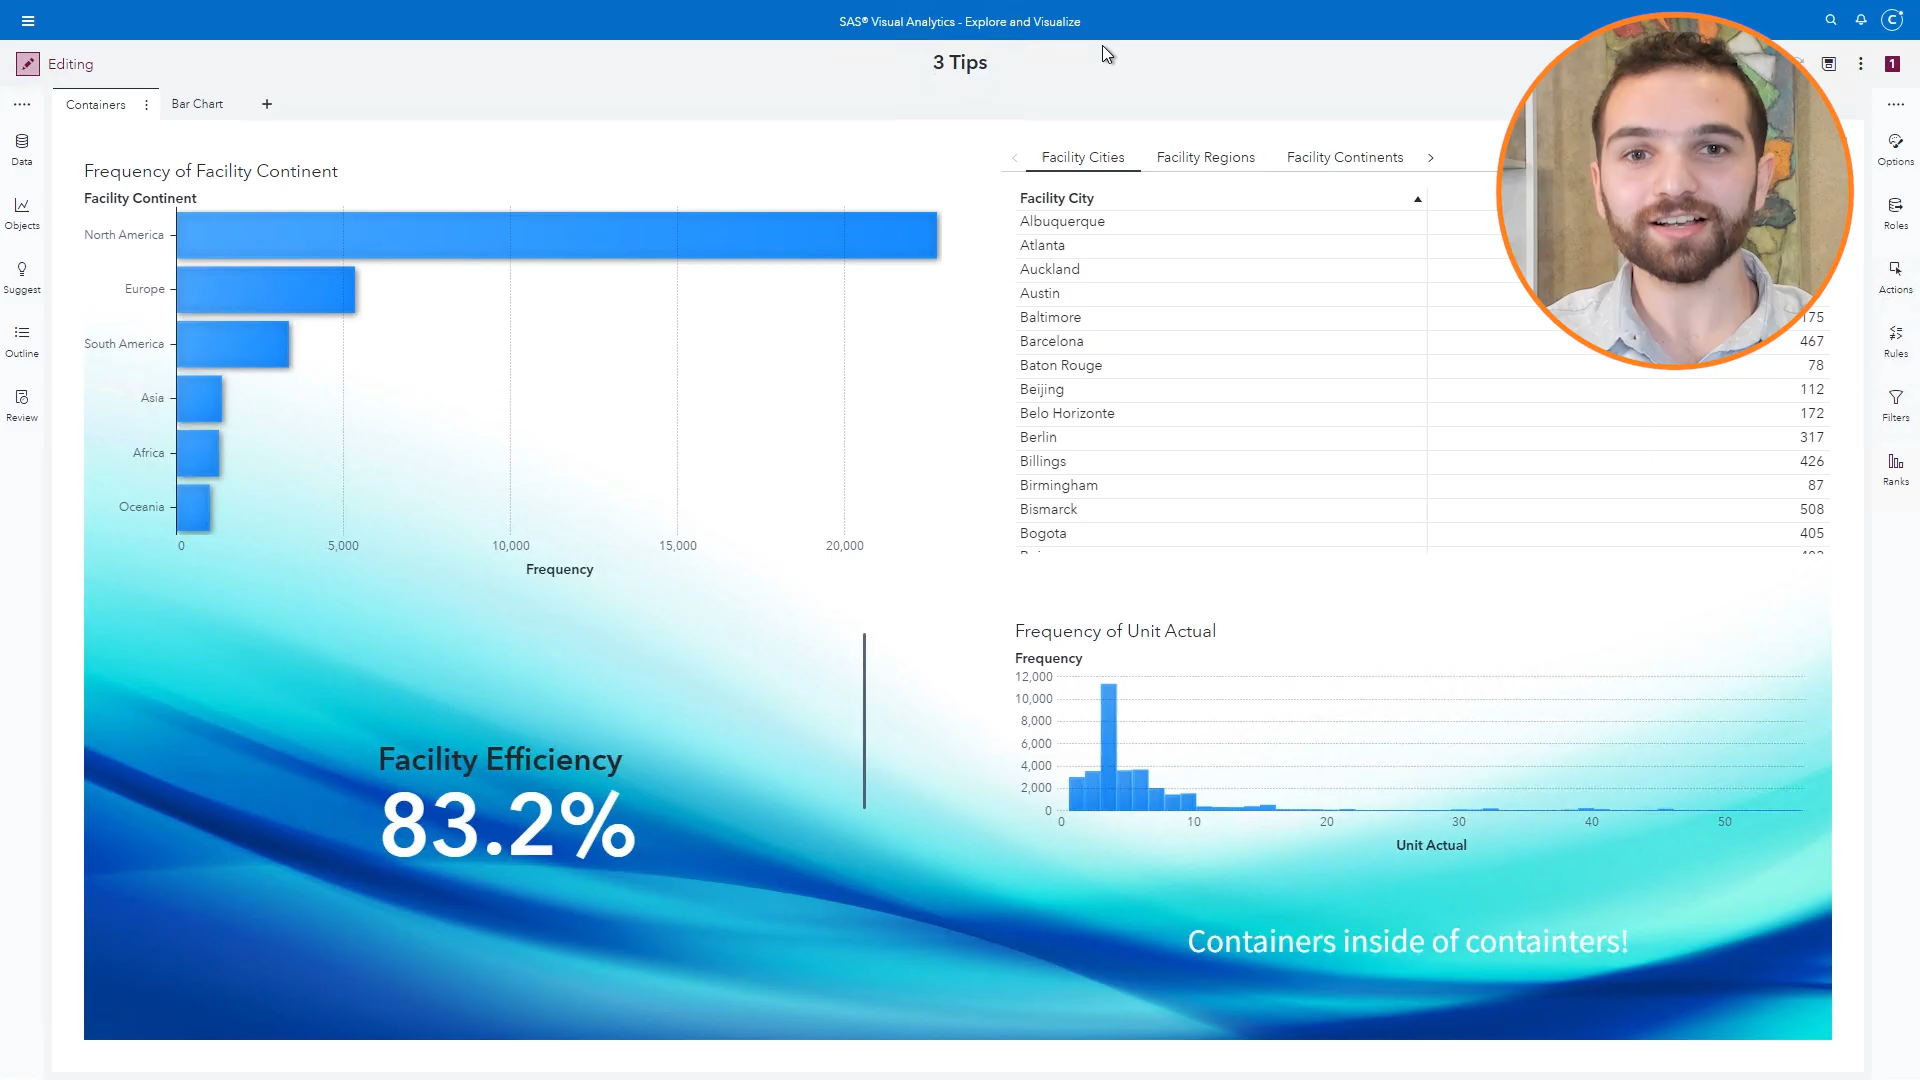 SAS® Visual Analytics - Explore and Visualize
C
Editing
3 Tips
1
Containers
Bar Chart
Data
Objects
Suggest
Outline
Review
Options
Roles
Actions
Rules
Filters
Ranks
Frequency of Facility Continent
Facility Continent
North America
Europe
South America
Asia
Africa
Oceania
0 5,000 10,000 15,000 20,000
Frequency
Facility Cities Facility Regions Facility Continents
Facility City
Albuquerque
Atlanta
Auckland
Austin
Baltimore 175
Barcelona 467
Baton Rouge 78
Beijing 112
Belo Horizonte 172
Berlin 317
Billings 426
Birmingham 87
Bismarck 508
Bogota 405
Facility Efficiency
83.2%
Frequency of Unit Actual
Frequency
12,000
10,000
8,000
6,000
4,000
2,000
0
0 10 20 30 40 50
Unit Actual
Containers inside of containters!